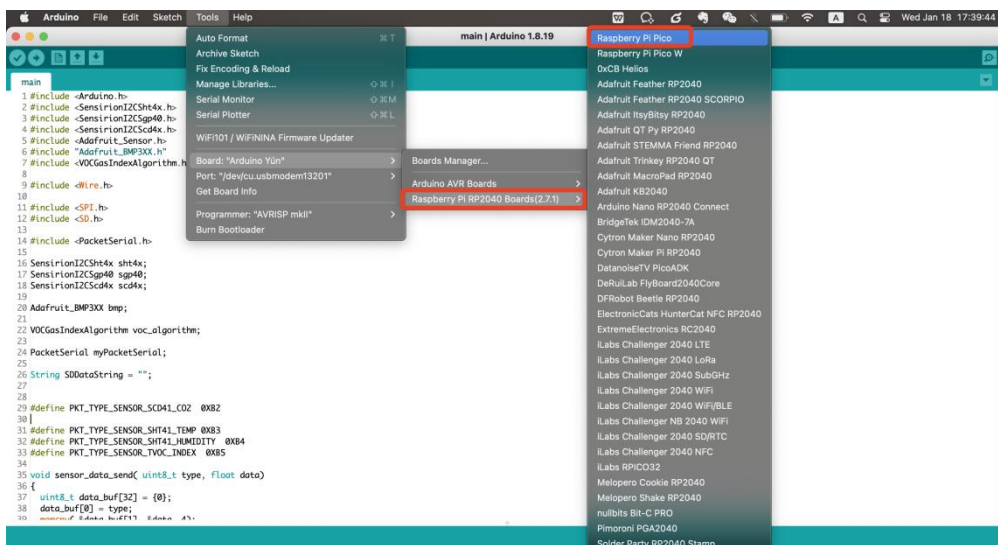 Arduino File Edit Sketch Tools Help
A Wed Jan 18 17:39:44
main | Arduino 1.8.19
main
1 #include <Arduino.h>
2 #include <SensirionI2CSht4x.h>
3 #include <SensirionI2CSgp40.h>
4 #include <SensirionI2CScd4x.h>
5 #include <Adafruit_Sensor.h>
6 #include "Adafruit_BMP3XX.h"
7 #include <VOCGasIndexAlgorithm.h
8
9 #include <Wire.h>
10
11 #include <SPI.h>
12 #include <SD.h>
13
14 #include <PacketSerial.h>
15
16 SensirionI2CSht4x sht4x;
17 SensirionI2CSgp40 sgp40;
18 SensirionI2CScd4x scd4x;
19
20 Adafruit_BMP3XX bmp;
21
22 VOCGasIndexAlgorithm voc_algorithm;
23
24 PacketSerial myPacketSerial;
25
26 String SDDataString = "";
27
28
29 #define PKT_TYPE_SENSOR_SCD41_CO2 0XB2
30
31 #define PKT_TYPE_SENSOR_SHT41_TEMP 0XB3
32 #define PKT_TYPE_SENSOR_SHT41_HUMIDITY 0XB4
33 #define PKT_TYPE_SENSOR_TVOC_INDEX 0XB5
34
35 void sensor_data_send( uint8_t type, float data)
36 {
37 uint8_t data_buf[32] = {0};
38 data_buf[0] = type;
39 memcpy( &data_buf[1], &data, 4);
Auto Format ⌘T
Archive Sketch
Fix Encoding & Reload
Manage Libraries... ⇧⌘I
Serial Monitor ⇧⌘M
Serial Plotter ⇧⌘L
WiFi101 / WiFiNINA Firmware Updater
Board: "Arduino Yún" >
Port: "/dev/cu.usbmodem13201" >
Get Board Info
Programmer: "AVRISP mkII" >
Burn Bootloader
Boards Manager...
Arduino AVR Boards >
Raspberry Pi RP2040 Boards(2.7.1) >
Raspberry Pi Pico
Raspberry Pi Pico W
0xCB Helios
Adafruit Feather RP2040
Adafruit Feather RP2040 SCORPIO
Adafruit ItsyBitsy RP2040
Adafruit QT Py RP2040
Adafruit STEMMA Friend RP2040
Adafruit Trinkey RP2040 QT
Adafruit MacroPad RP2040
Adafruit KB2040
Arduino Nano RP2040 Connect
BridgeTek IDM2040-7A
Cytron Maker Nano RP2040
Cytron Maker Pi RP2040
DatanoiseTV PicoADK
DeRuiLab FlyBoard2040Core
DFRobot Beetle RP2040
ElectronicCats HunterCat NFC RP2040
ExtremeElectronics RC2040
iLabs Challenger 2040 LTE
iLabs Challenger 2040 LoRa
iLabs Challenger 2040 SubGHz
iLabs Challenger 2040 WiFi
iLabs Challenger 2040 WiFi/BLE
iLabs Challenger NB 2040 WiFi
iLabs Challenger 2040 SD/RTC
iLabs Challenger 2040 NFC
iLabs RPICO32
Melopero Cookie RP2040
Melopero Shake RP2040
nullbits Bit-C PRO
Pimoroni PGA2040
Solder Party RP2040 Stamp